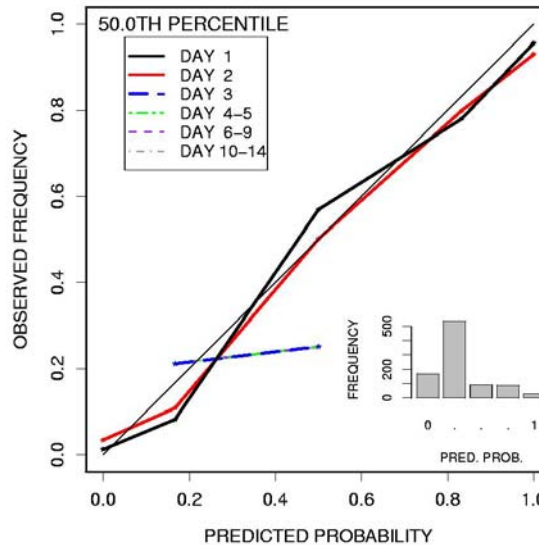 50.0TH PERCENTILE
DAY 1
DAY 2
DAY 3
DAY 4-5
DAY 6-9
DAY 10-14
OBSERVED FREQUENCY
1.0
0.8
0.6
0.4
0.2
0.0
0.0 0.2 0.4 0.6 0.8 1.0
PREDICTED PROBABILITY
FREQUENCY
500
200
0
0 . . . 1
PRED. PROB.